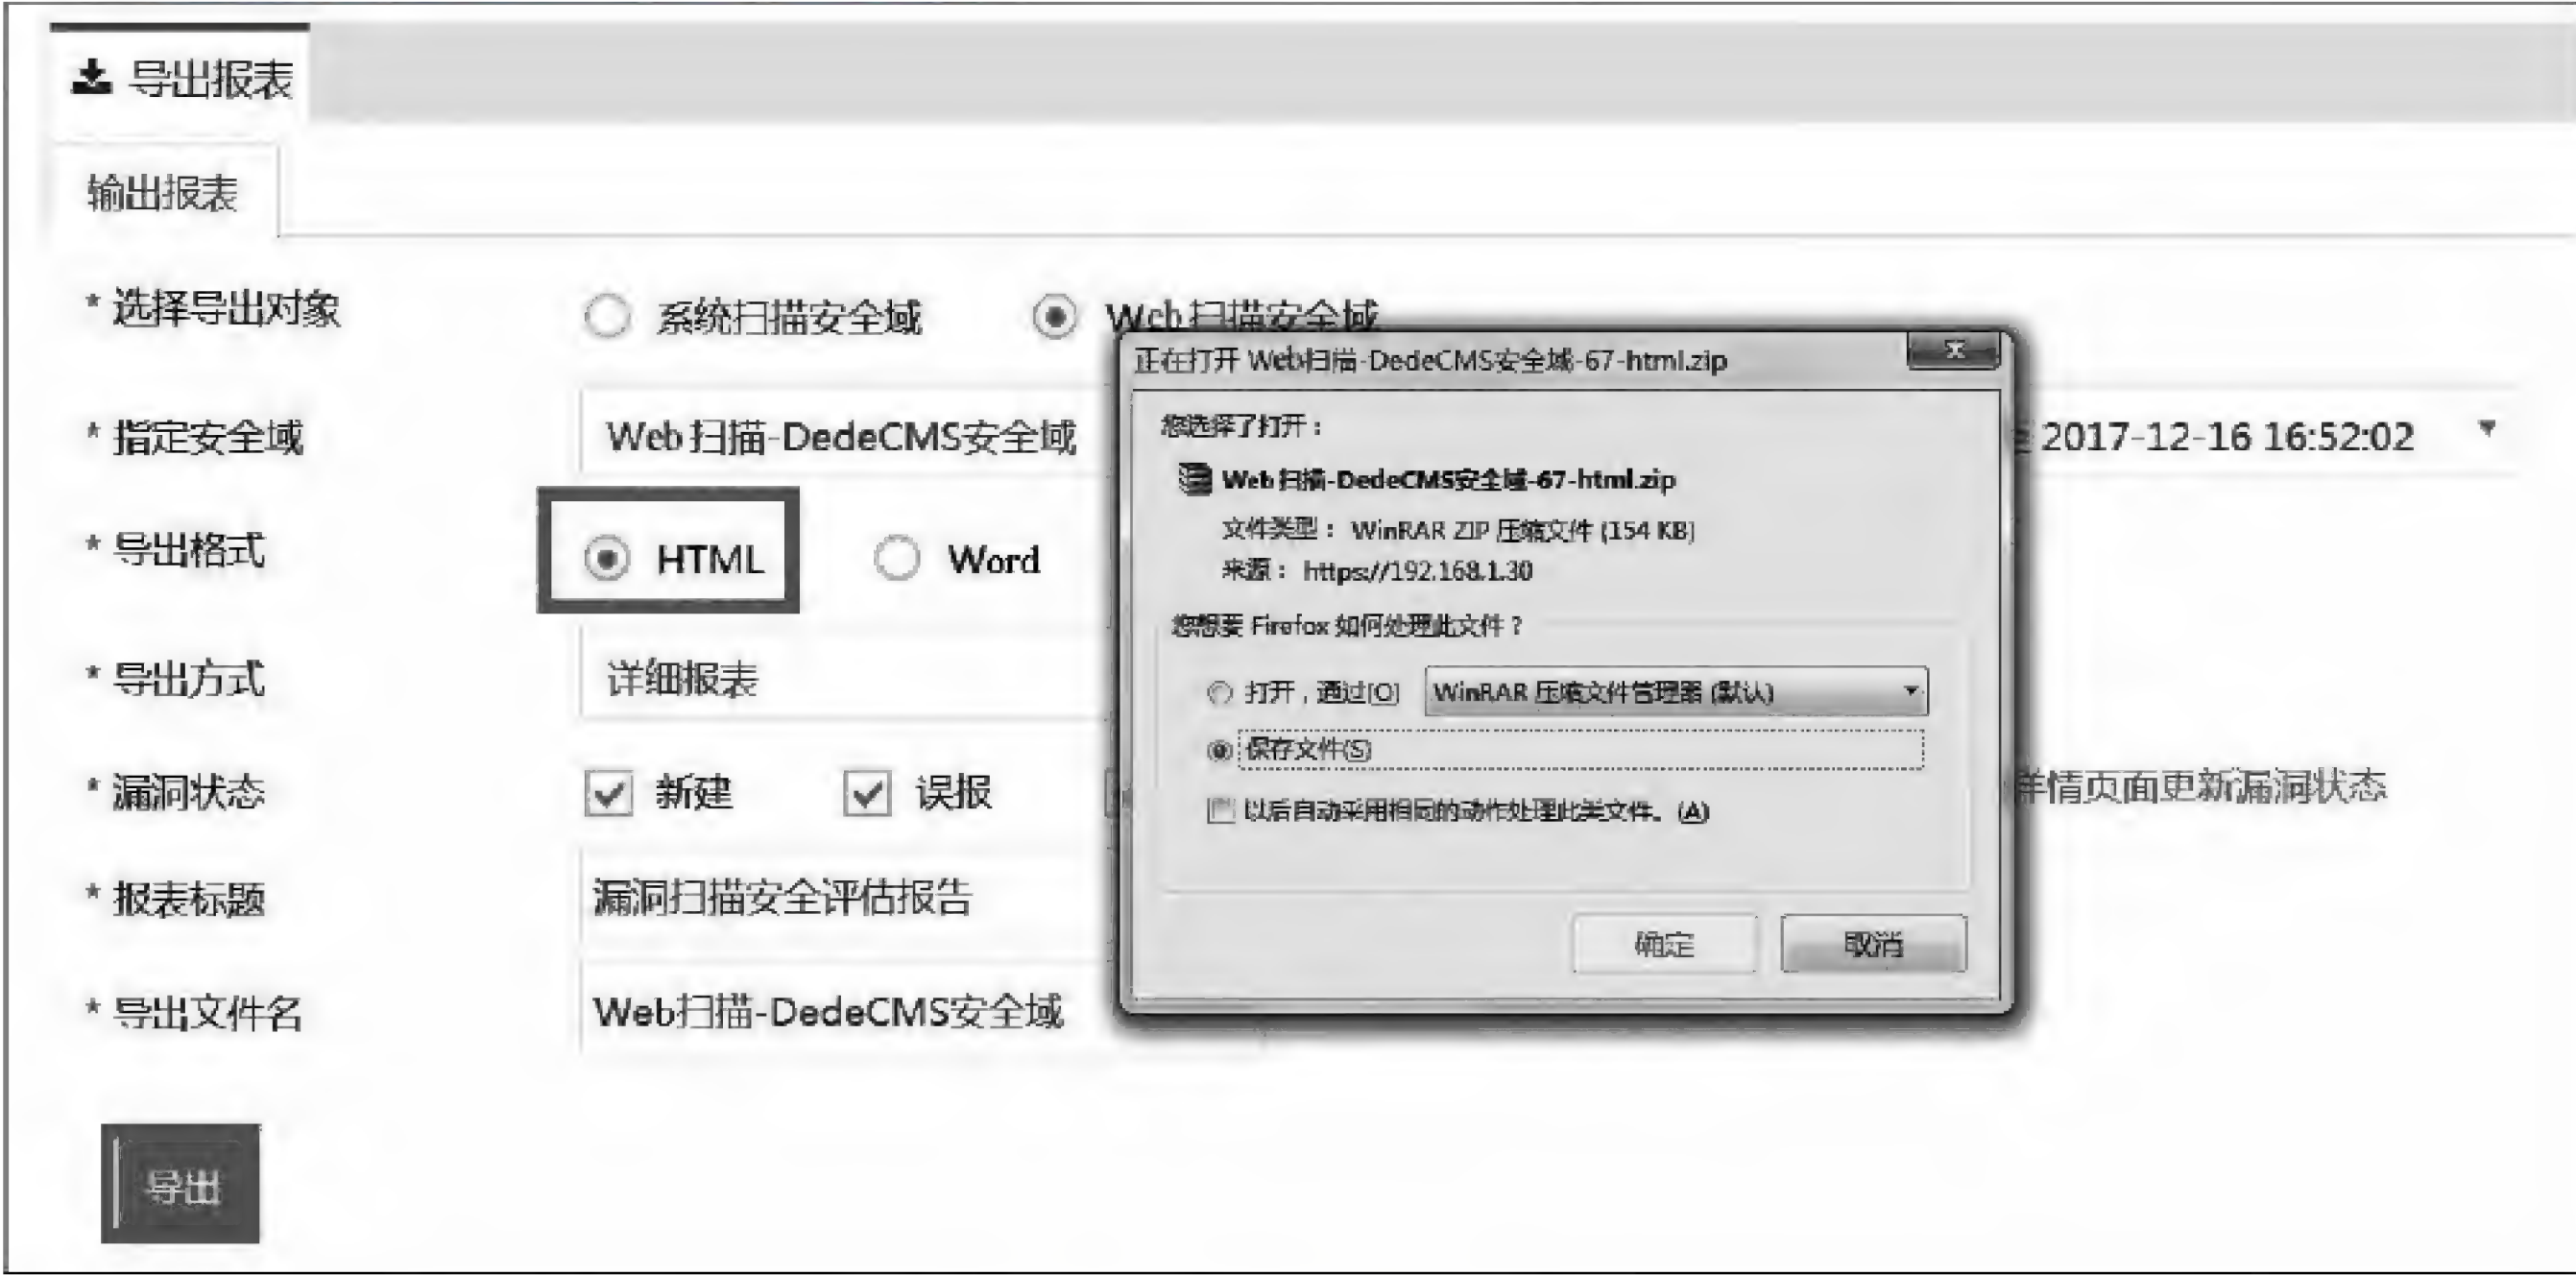 导出报表
输出报表
* 选择导出对象
系统扫描安全域
Web 扫描安全域
* 指定安全域
Web 扫描-DedeCMS安全域
2017-12-16 16:52:02
* 导出格式
HTML
Word
* 导出方式
详细报表
* 漏洞状态
新建
误报
详情页面更新漏洞状态
* 报表标题
漏洞扫描安全评估报告
* 导出文件名
Web扫描-DedeCMS安全域
导出
正在打开 Web扫描-DedeCMS安全域-67-html.zip
您选择了打开：
Web 扫描-DedeCMS安全域-67-html.zip
文件类型： WinRAR ZIP 压缩文件 (154 KB)
来源： https://192.168.1.30
您想要 Firefox 如何处理此文件？
打开，通过(O)
WinRAR 压缩文件管理器 (默认)
保存文件(S)
以后自动采用相同的动作处理此类文件。(A)
确定
取消